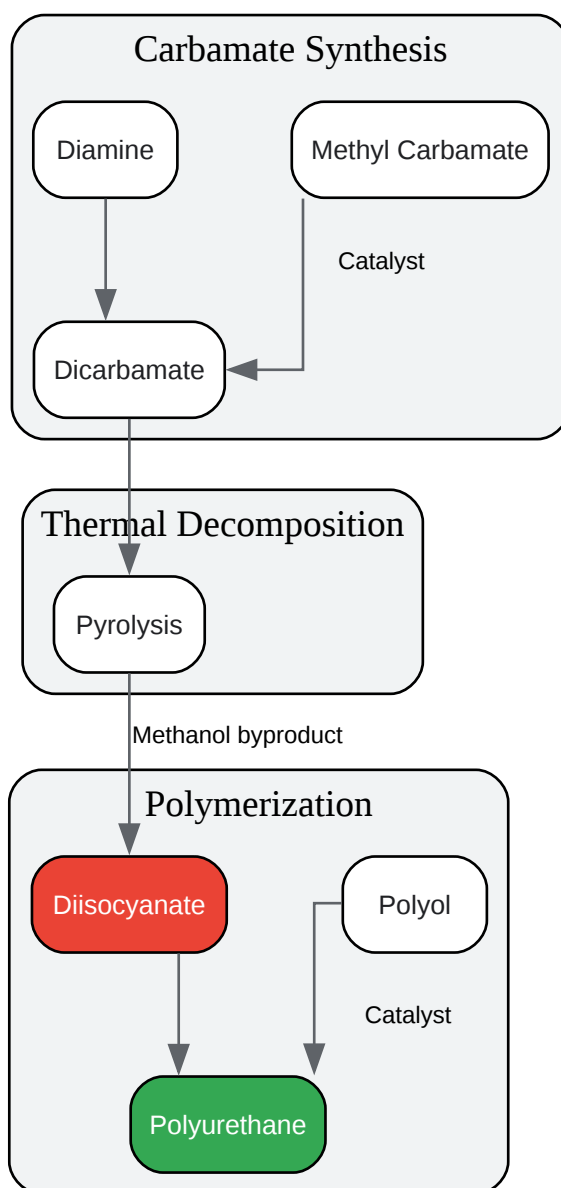 Carbamate Synthesis
Diamine
Methyl Carbamate
Catalyst
Dicarbamate
Thermal Decomposition
Pyrolysis
Methanol byproduct
Polymerization
Diisocyanate
Polyol
Catalyst
Polyurethane